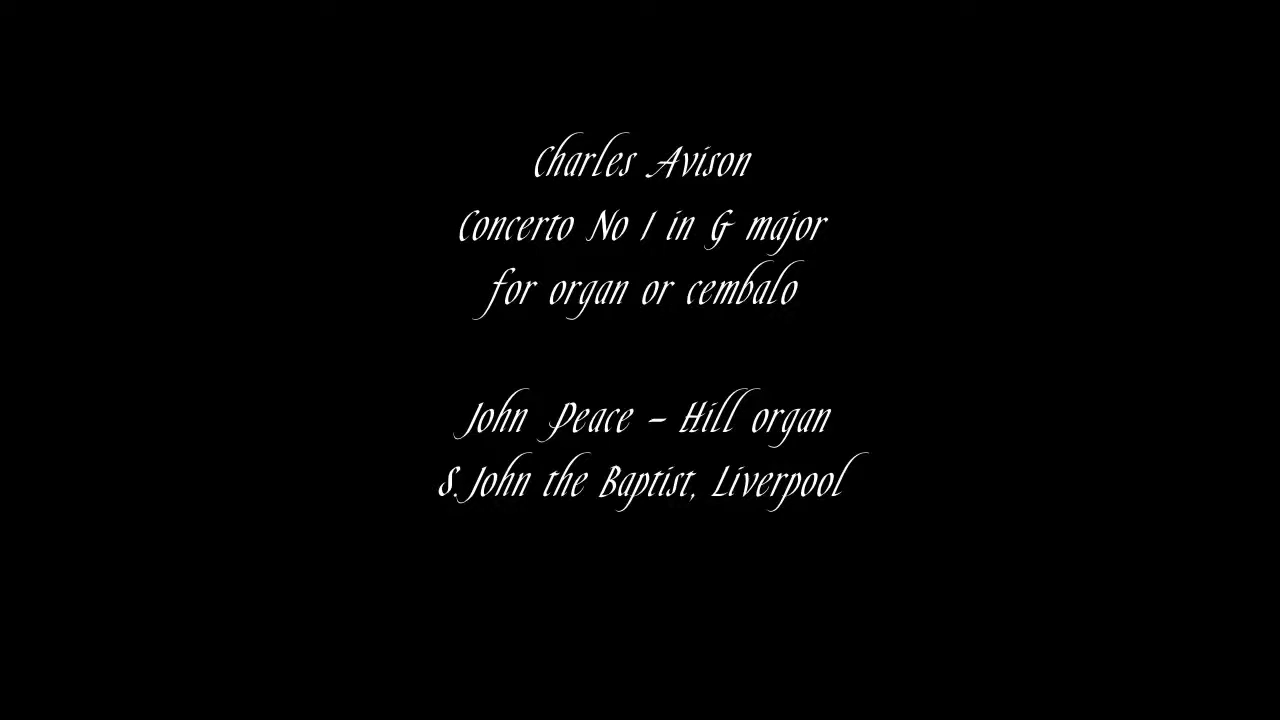 Charles Avison
Concerto No 1 in G major
for organ or cembalo
John Peace - Hill organ
S. John the Baptist, Liverpool